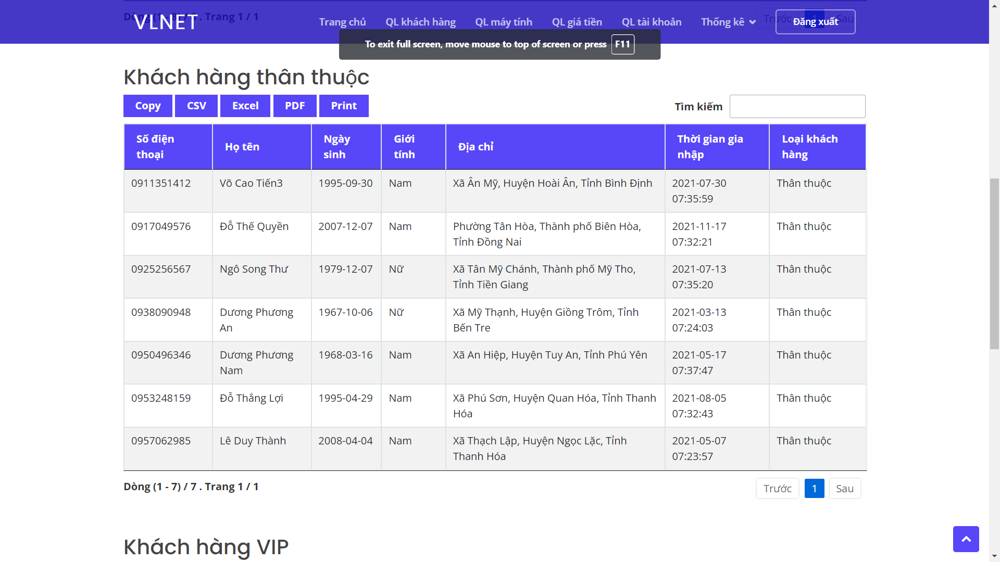 VLNET
Trang chủ QL khách hàng QL máy tính QL giá tiền QL tài khoản Thống kê Đăng xuất
Trang 1 / 1
To exit full screen, move mouse to top of screen or press F11
Khách hàng thân thuộc
Copy CSV Excel PDF Print Tìm kiếm
Số điện thoại Họ tên Ngày sinh Giới tính Địa chỉ Thời gian gia nhập Loại khách hàng
0911351412 Võ Cao Tiến3 1995-09-30 Nam Xã Ân Mỹ, Huyện Hoài Ân, Tỉnh Bình Định 2021-07-30 07:35:59 Thân thuộc
0917049576 Đỗ Thế Quyền 2007-12-07 Nam Phường Tân Hòa, Thành phố Biên Hòa, Tỉnh Đồng Nai 2021-11-17 07:32:21 Thân thuộc
0925256567 Ngô Song Thư 1979-12-07 Nữ Xã Tân Mỹ Chánh, Thành phố Mỹ Tho, Tỉnh Tiền Giang 2021-07-13 07:35:20 Thân thuộc
0938090948 Dương Phương An 1967-10-06 Nữ Xã Mỹ Thạnh, Huyện Giồng Trôm, Tỉnh Bến Tre 2021-03-13 07:24:03 Thân thuộc
0950496346 Dương Phương Nam 1968-03-16 Nam Xã An Hiệp, Huyện Tuy An, Tỉnh Phú Yên 2021-05-17 07:37:47 Thân thuộc
0953248159 Đỗ Thắng Lợi 1995-04-29 Nam Xã Phú Sơn, Huyện Quan Hóa, Tỉnh Thanh Hóa 2021-08-05 07:32:43 Thân thuộc
0957062985 Lê Duy Thành 2008-04-04 Nam Xã Thạch Lập, Huyện Ngọc Lặc, Tỉnh Thanh Hóa 2021-05-07 07:23:57 Thân thuộc
Dòng (1 - 7) / 7 . Trang 1 / 1 Trước 1 Sau
Khách hàng VIP